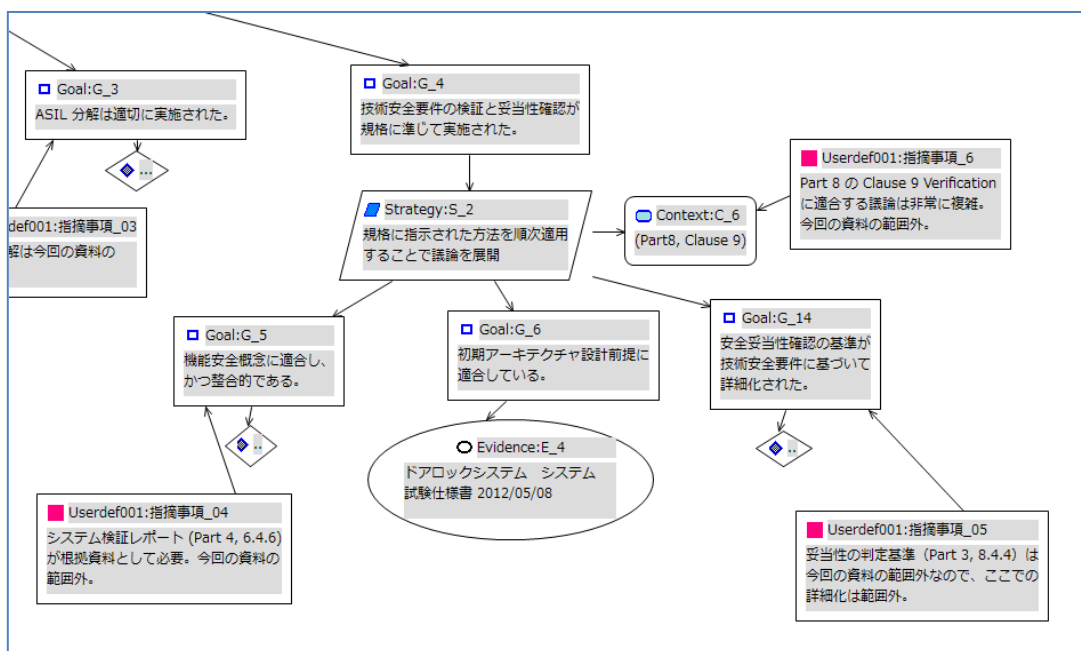 Goal:G_3
ASIL 分解は適切に実施された。
...
Goal:G_4
技術安全要件の検証と妥当性確認が
規格に準じて実施された。
Userdef001:指摘事項_6
Part 8 の Clause 9 Verification
に適合する議論は非常に複雑。
今回の資料の範囲外。
Strategy:S_2
規格に指示された方法を順次適用
することで議論を展開
Context:C_6
(Part8, Clause 9)
def001:指摘事項_03
解は今回の資料の
Goal:G_5
機能安全概念に適合し、
かつ整合的である。
..
Goal:G_6
初期アーキテクチャ設計前提に
適合している。
Goal:G_14
安全妥当性確認の基準が
技術安全要件に基づいて
詳細化された。
..
Evidence:E_4
ドアロックシステム　システム
試験仕様書 2012/05/08
Userdef001:指摘事項_04
システム検証レポート (Part 4, 6.4.6)
が根拠資料として必要。今回の資料の
範囲外。
Userdef001:指摘事項_05
妥当性の判定基準（Part 3, 8.4.4）は
今回の資料の範囲外なので、ここでの
詳細化は範囲外。